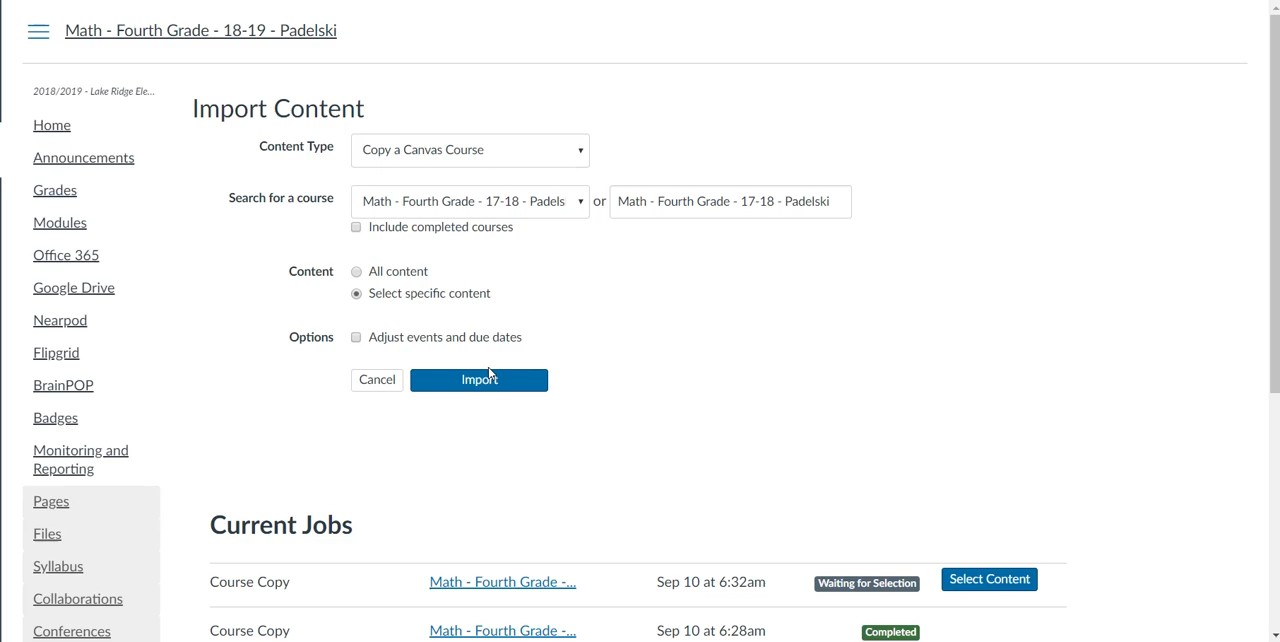 Math - Fourth Grade - 18-19 - Padelski
2018/2019 - Lake Ridge Ele...
Home
Announcements
Grades
Modules
Office 365
Google Drive
Nearpod
Flipgrid
BrainPOP
Badges
Monitoring and
Reporting
Pages
Files
Syllabus
Collaborations
Conferences
Import Content
Content Type Copy a Canvas Course
Search for a course Math - Fourth Grade - 17-18 - Padels or Math - Fourth Grade - 17-18 - Padelski
Include completed courses
Content All content
Select specific content
Options Adjust events and due dates
Cancel Import
Current Jobs
Course Copy Math - Fourth Grade -... Sep 10 at 6:32am Waiting for Selection Select Content
Course Copy Math - Fourth Grade -... Sep 10 at 6:28am Completed